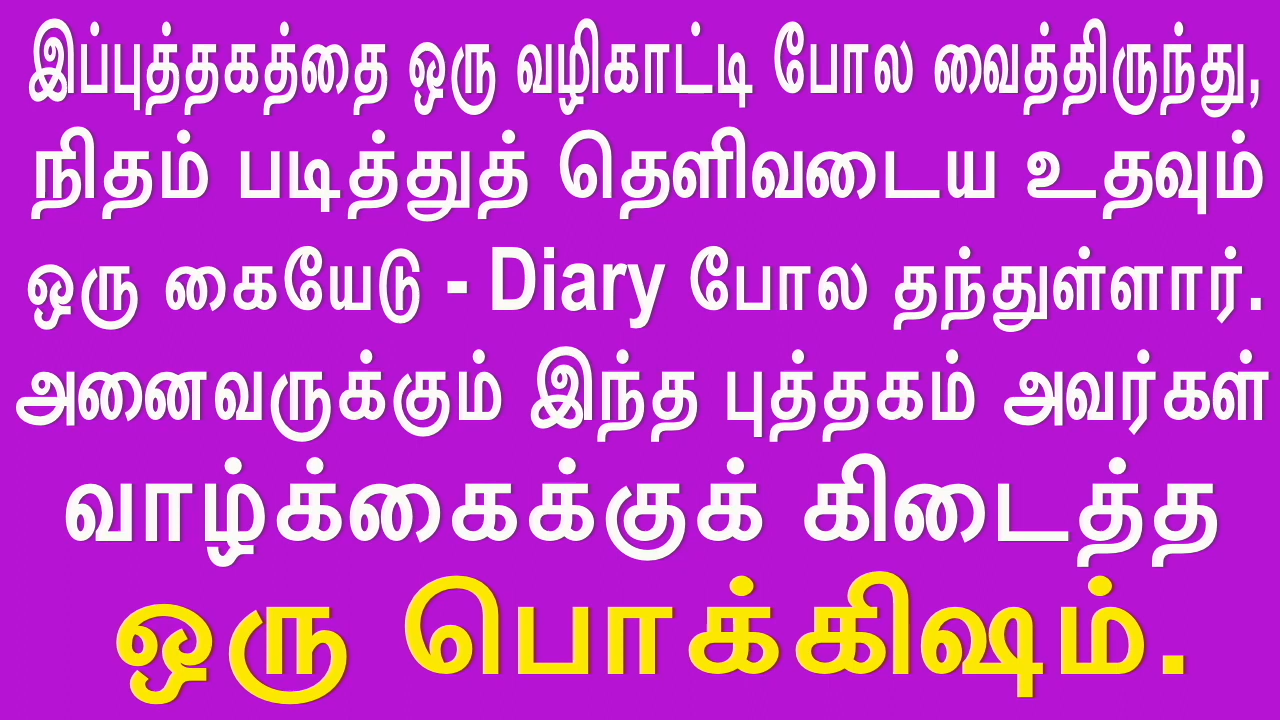 இப்புத்தகத்தை ஒரு வழிகாட்டி போல வைத்திருந்து,
நிதம் படித்துத் தெளிவடைய உதவும்
ஒரு கையேடு - Diary போல தந்துள்ளார்.
அனைவருக்கும் இந்த புத்தகம் அவர்கள்
வாழ்க்கைக்குக் கிடைத்த
ஒரு பொக்கிஷம்.